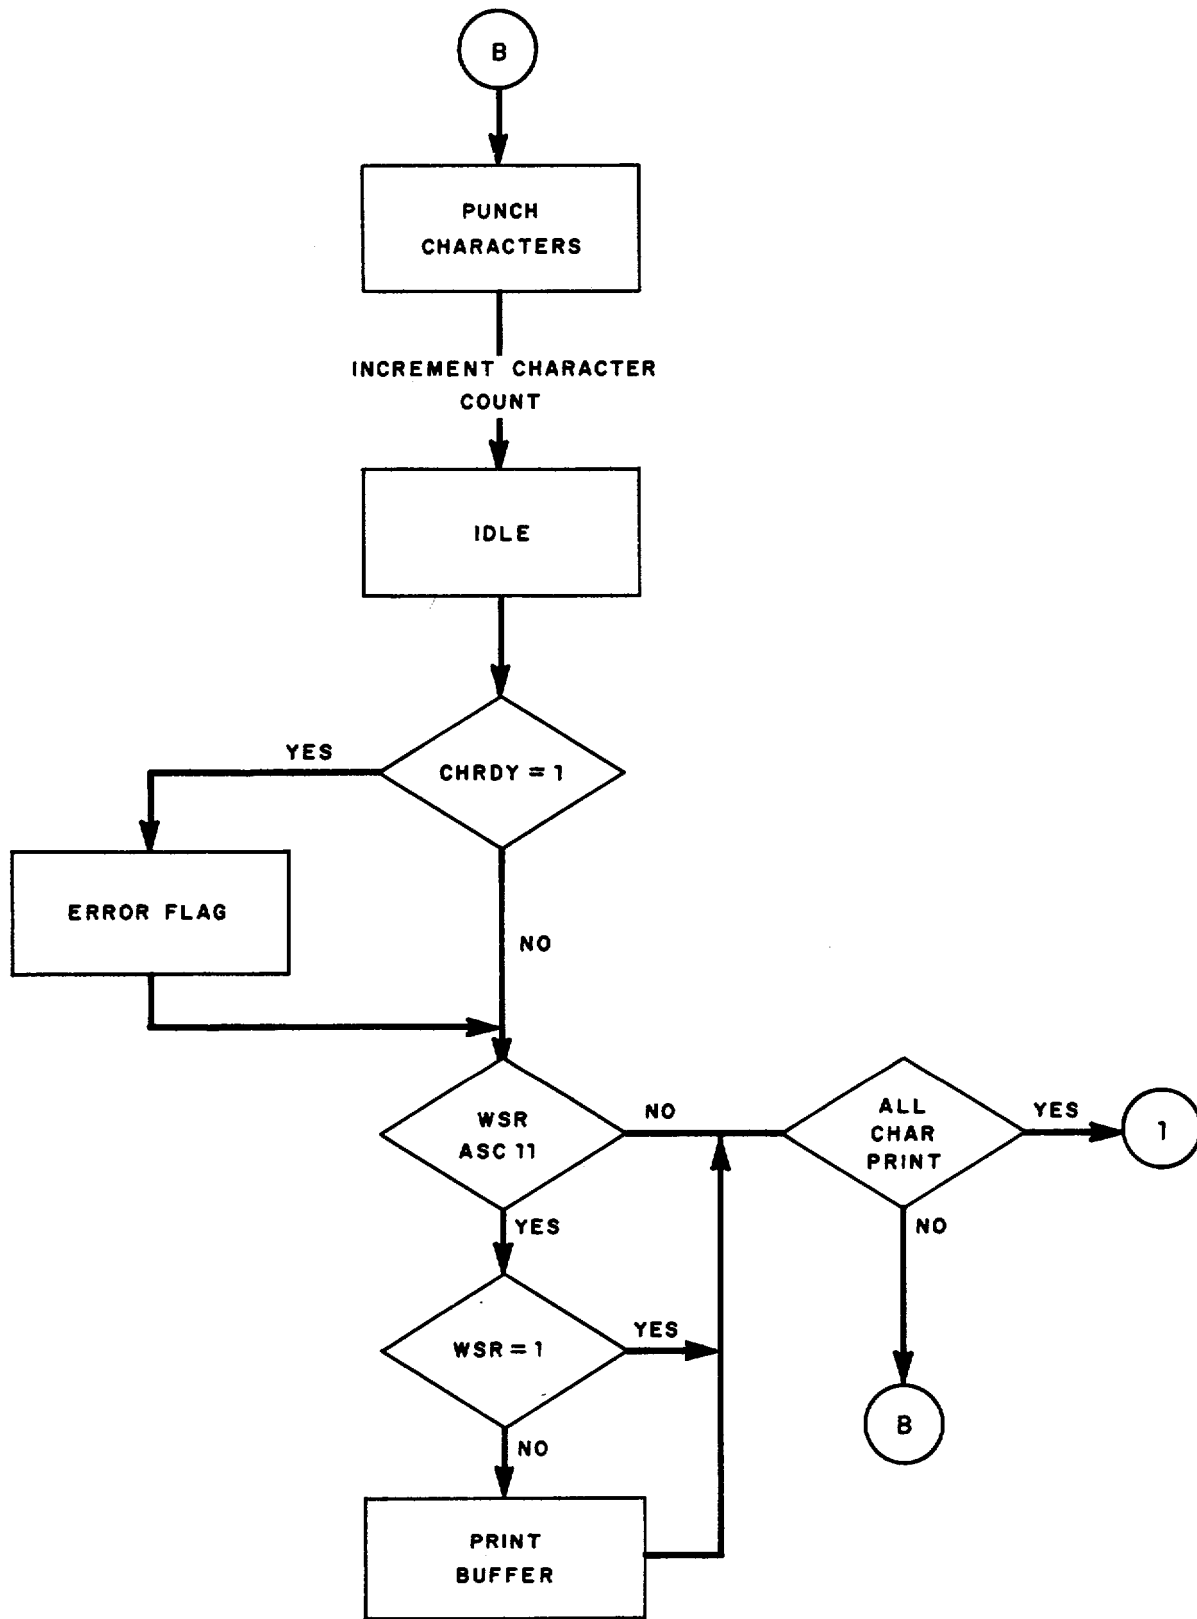 B
PUNCH
CHARACTERS
INCREMENT CHARACTER
COUNT
IDLE
YES
CHRDY = 1
ERROR FLAG
NO
WSR
ASC 11
NO
ALL
CHAR
PRINT
YES
1
YES
NO
WSR = 1
YES
B
NO
PRINT
BUFFER